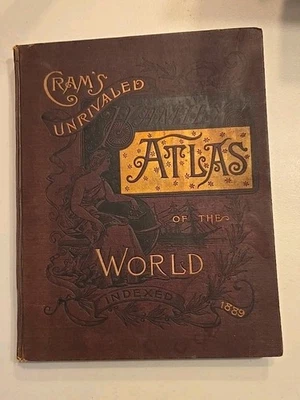 CRAM'S
UNRIVALED
ATLAS
OF THE
WORLD
INDEXED
1889